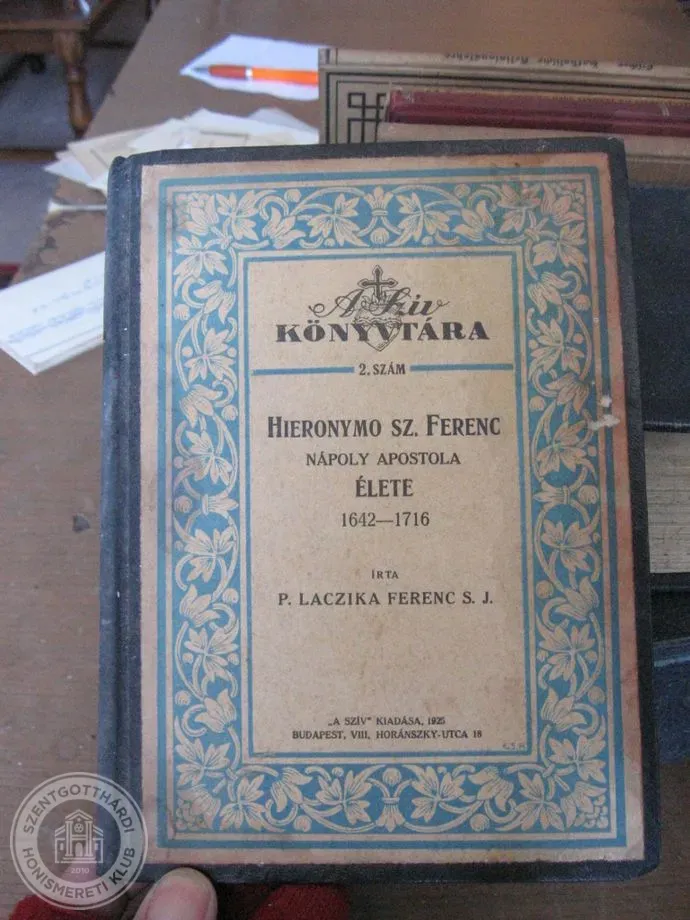 A Szív
KÖNYVTÁRA
2. SZÁM
HIERONYMO SZ. FERENC
NÁPOLY APOSTOLA
ÉLETE
1642—1716
ÍRTA
P. LACZIKA FERENC S. J.
„A SZÍV” KIADÁSA, 1925
BUDAPEST, VIII, HORÁNSZKY-UTCA 18
SZENTGOTTHÁRDI
HONISMERETI KLUB
2010